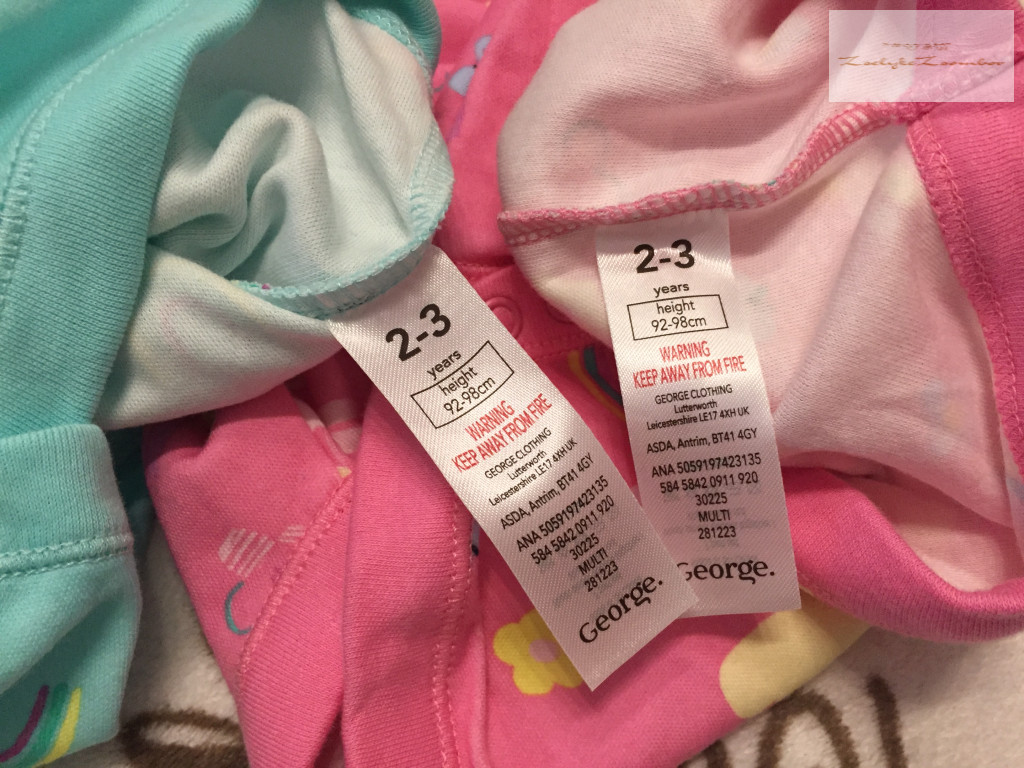 2-3
years
height
92-98cm
WARNING
KEEP AWAY FROM FIRE
GEORGE CLOTHING
Lutterworth
Leicestershire LE17 4XH UK
ASDA, Antrim, BT41 4GY
ANA 5059197423135
584 5842 0911 920
30225
MULTI
281223
George.
2-3
years
height
92-98cm
WARNING
KEEP AWAY FROM FIRE
GEORGE CLOTHING
Lutterworth
Leicestershire LE17 4XH UK
ASDA, Antrim, BT41 4GY
ANA 5059197423135
584 5842 0911 920
30225
MULTI
281223
George.